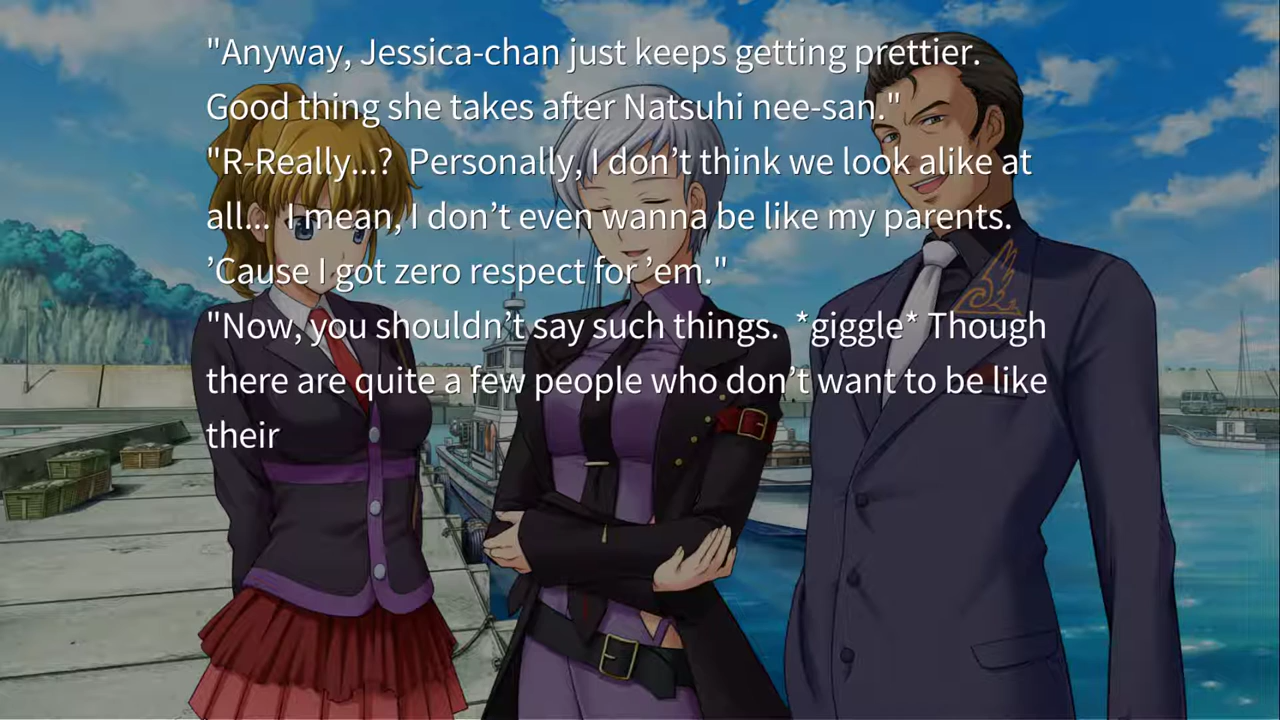 "Anyway, Jessica-chan just keeps getting prettier.
Good thing she takes after Natsuhi nee-san."
"R-Really...?  Personally, I don’t think we look alike at
all...  I mean, I don’t even wanna be like my parents.
’Cause I got zero respect for ’em."
"Now, you shouldn’t say such things.  *giggle* Though
there are quite a few people who don’t want to be like
their